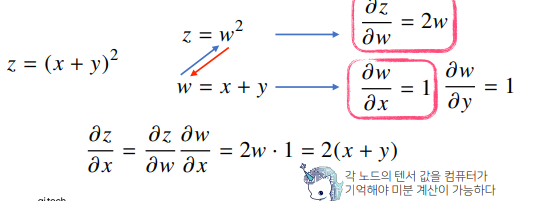 z = (x + y)²
z = w²
w = x + y
∂z/∂w = 2w
∂w/∂x = 1
∂w/∂y = 1
∂z/∂x = ∂z/∂w ∂w/∂x = 2w · 1 = 2(x + y)
각 노드의 텐서 값을 컴퓨터가
기억해야 미분 계산이 가능하다